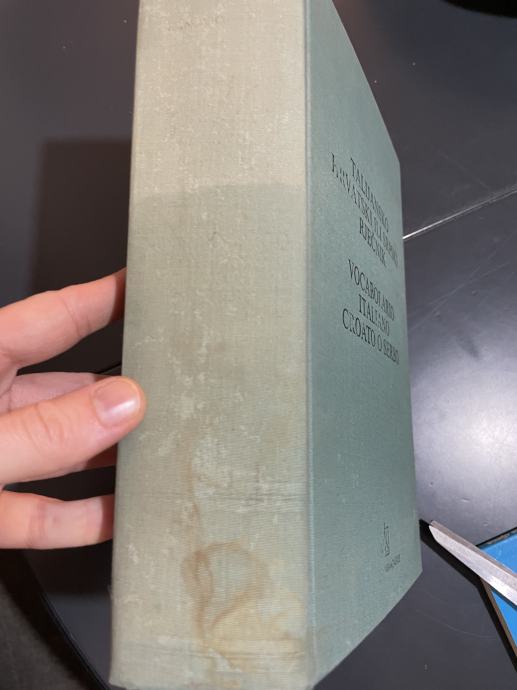 TALIJANSKO
HRVATSKI ILI SRPSKI
RJEČNIK
VOCABOLARIO
ITALIANO
CROATO O SERBO